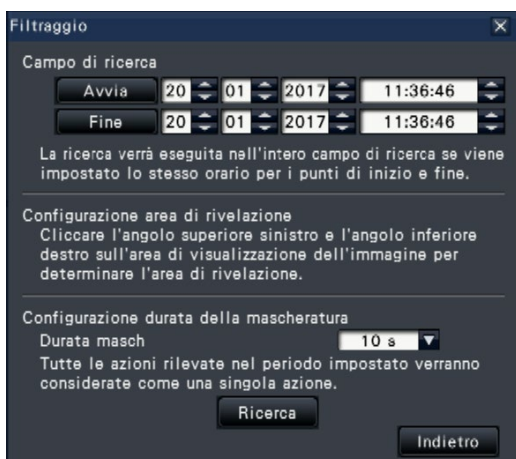 Filtraggio
Campo di ricerca
Avvia 20 01 2017 11:36:46
Fine 20 01 2017 11:36:46
La ricerca verrà eseguita nell'intero campo di ricerca se viene
impostato lo stesso orario per i punti di inizio e fine.
Configurazione area di rivelazione
Cliccare l'angolo superiore sinistro e l'angolo inferiore
destro sull'area di visualizzazione dell'immagine per
determinare l'area di rivelazione.
Configurazione durata della mascheratura
Durata masch 10 s
Tutte le azioni rilevate nel periodo impostato verranno
considerate come una singola azione.
Ricerca
Indietro